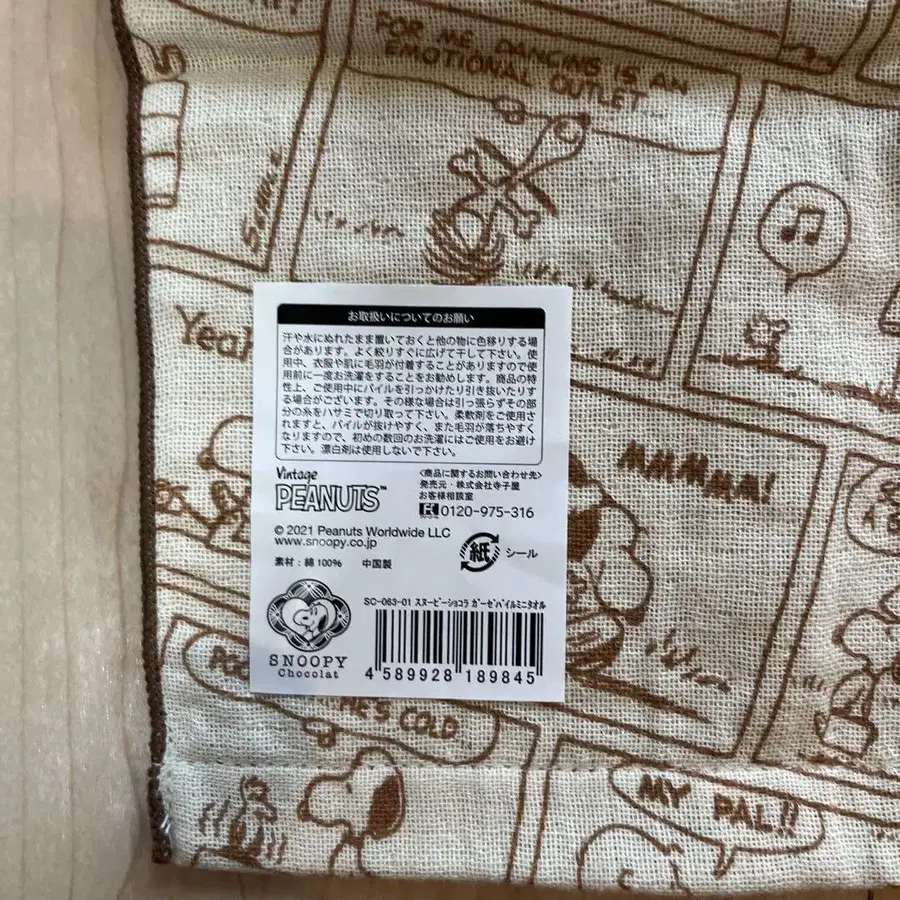 FOR ME, DANCING IS AN
EMOTIONAL OUTLET
Yeah
お取扱いについてのお願い
汗や水にぬれたまま置いておくと他の物に色移りする場
合があります。よく絞りすぐに広げて干して下さい。使
用中、衣服や肌に毛羽が付着することがありますので使
用前に一度お洗濯をすることをお勧めします。商品の特
性上、ご使用中にパイルを引っかけたり引き抜いたりす
る場合がございます。その様な場合は引っ張らずその部
分の糸をハサミで切り取って下さい。柔軟剤をご使用さ
れますと、パイルが抜けやすく、また毛羽が落ちやすく
なりますので、初めの数回のお洗濯にはご使用をお避け
下さい。漂白剤は使用しないで下さい。
Vintage
PEANUTS™
<商品に関するお問い合わせ先>
発売元・株式会社寺子屋
お客様相談室
0120-975-316
© 2021 Peanuts Worldwide LLC
www.snoopy.co.jp
紙 シール
素材：綿100% 中国製
SC-063-01 スヌーピーショコラ ガーゼパイルミニタオル
SNOOPY
Chocolat
4 589928 189845
MMMMM!
COLD
MY PAL!!